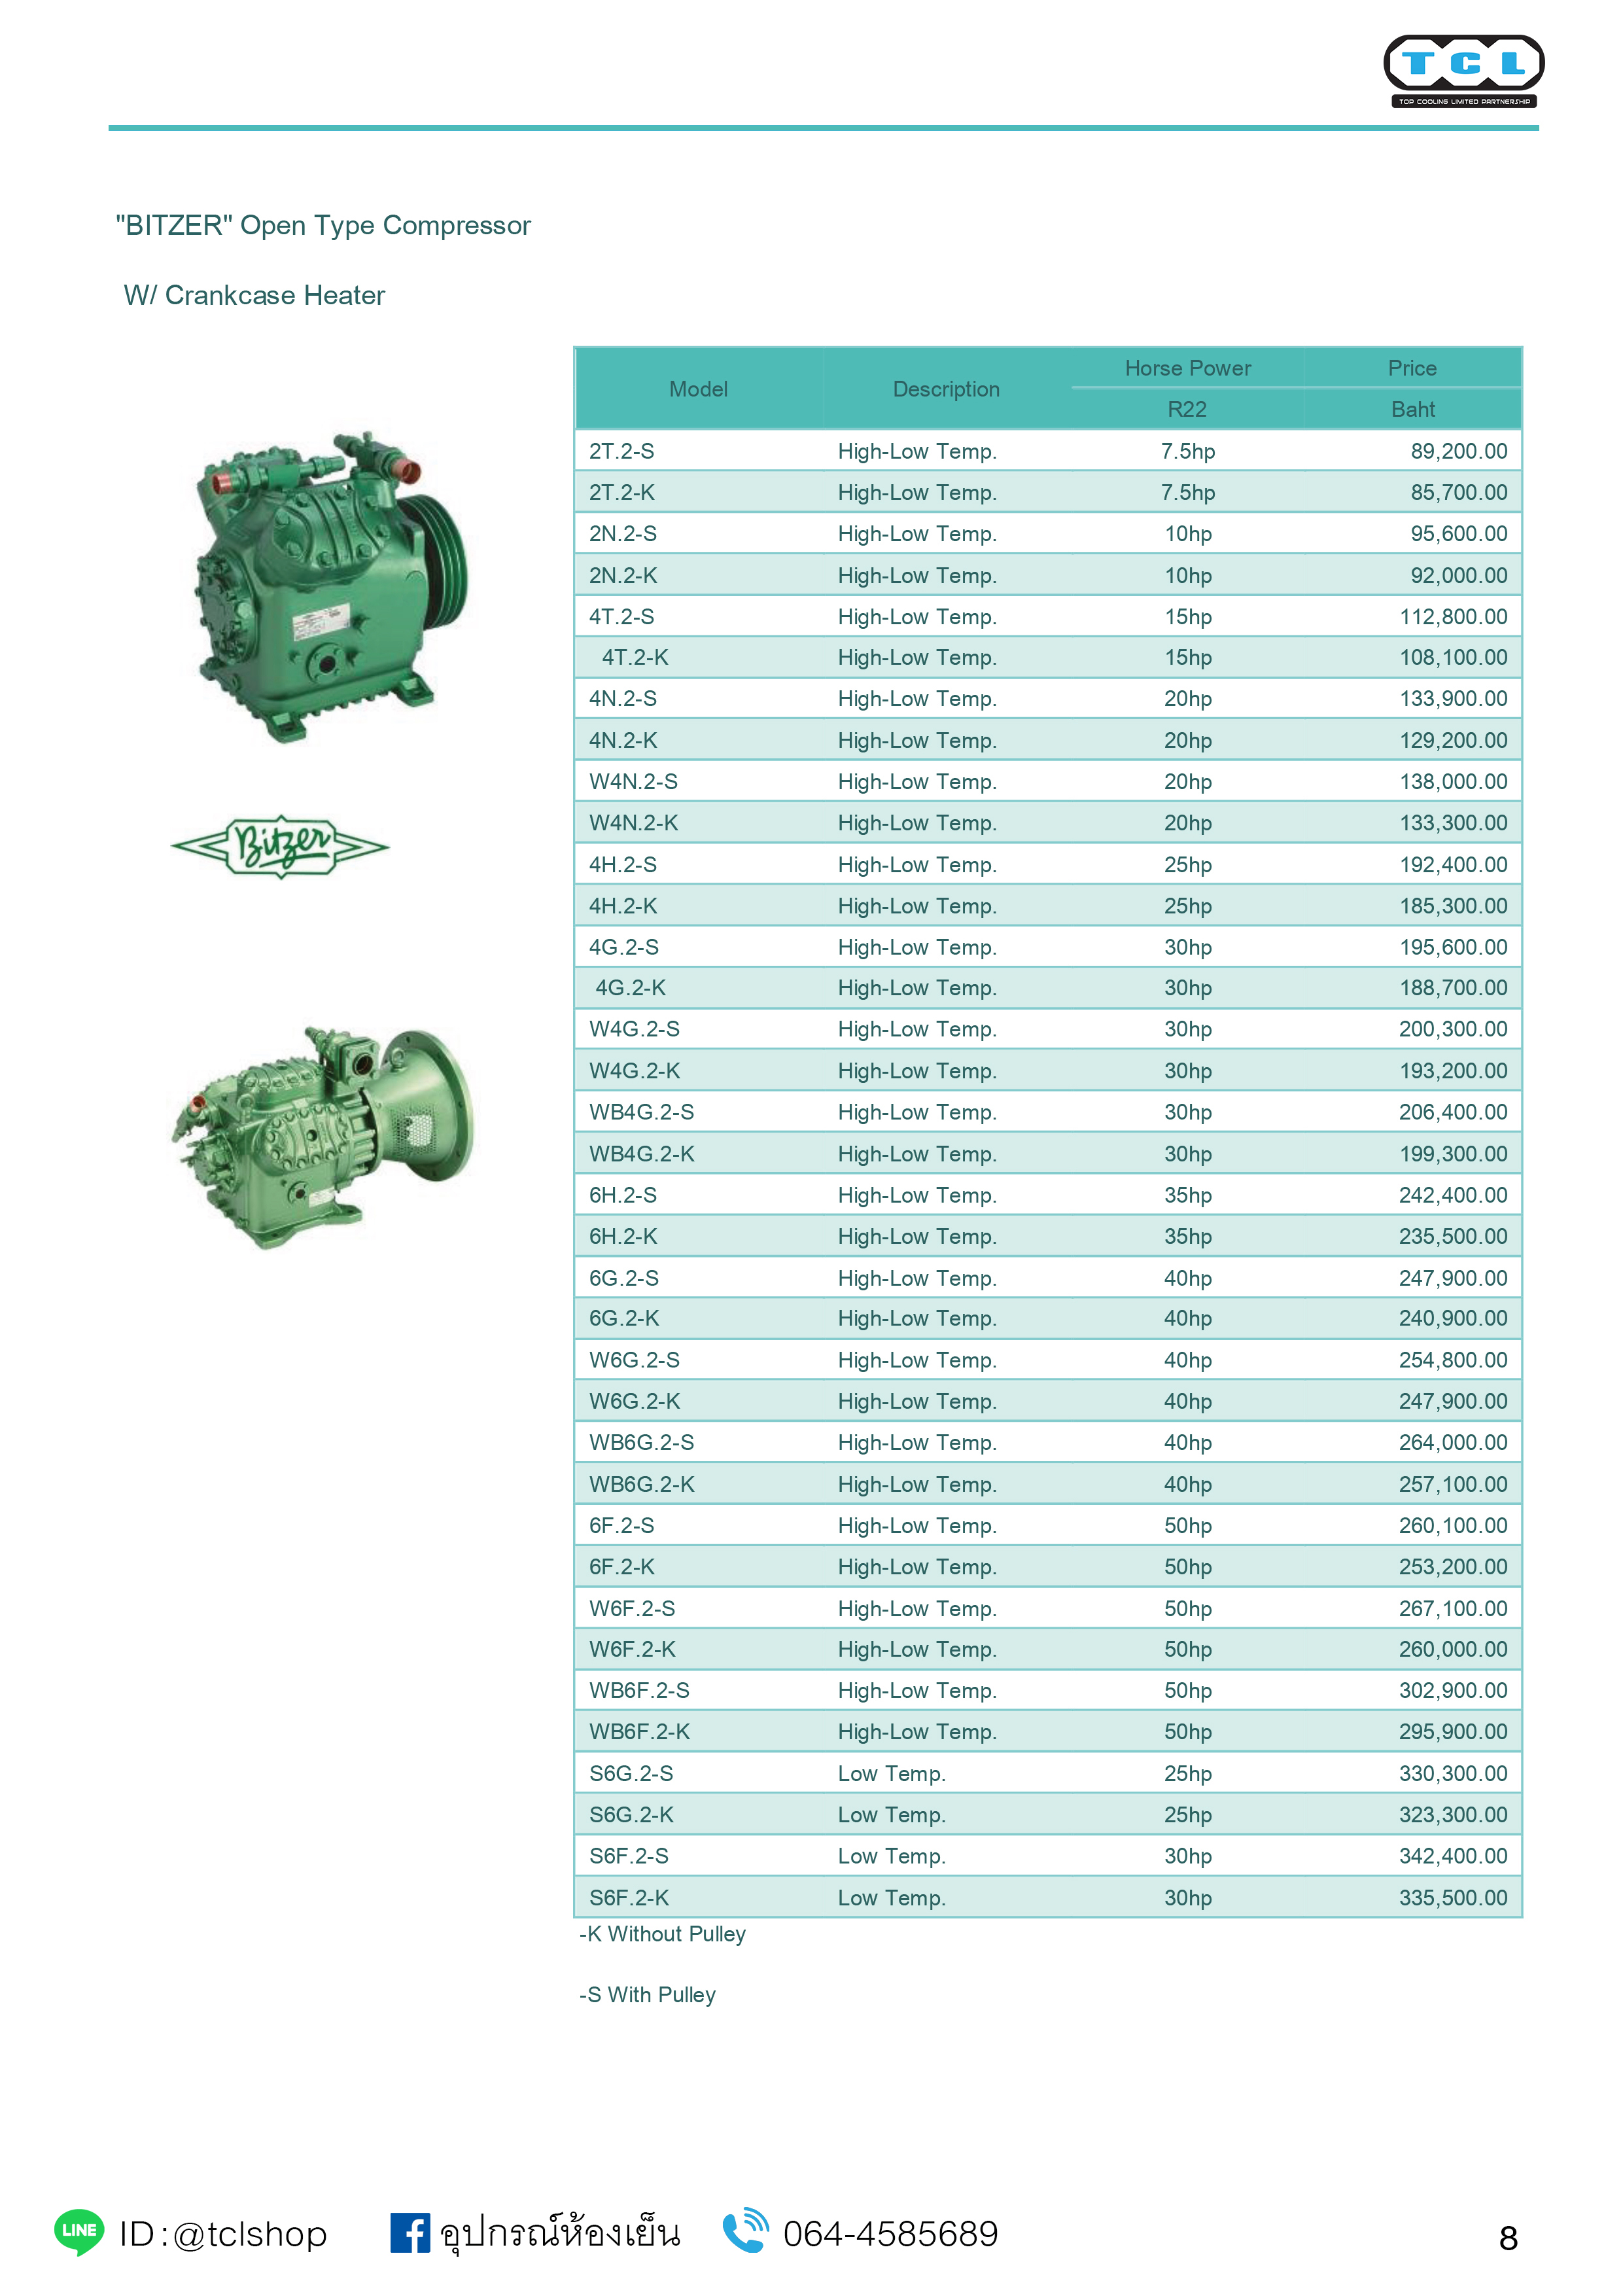 TCL
TOP COOLING LIMITED PARTNERSHIP
"BITZER" Open Type Compressor
W/ Crankcase Heater
Model Description Horse Power Price
R22 Baht
2T.2-S High-Low Temp. 7.5hp 89,200.00
2T.2-K High-Low Temp. 7.5hp 85,700.00
2N.2-S High-Low Temp. 10hp 95,600.00
2N.2-K High-Low Temp. 10hp 92,000.00
4T.2-S High-Low Temp. 15hp 112,800.00
4T.2-K High-Low Temp. 15hp 108,100.00
4N.2-S High-Low Temp. 20hp 133,900.00
4N.2-K High-Low Temp. 20hp 129,200.00
W4N.2-S High-Low Temp. 20hp 138,000.00
W4N.2-K High-Low Temp. 20hp 133,300.00
4H.2-S High-Low Temp. 25hp 192,400.00
4H.2-K High-Low Temp. 25hp 185,300.00
4G.2-S High-Low Temp. 30hp 195,600.00
4G.2-K High-Low Temp. 30hp 188,700.00
W4G.2-S High-Low Temp. 30hp 200,300.00
W4G.2-K High-Low Temp. 30hp 193,200.00
WB4G.2-S High-Low Temp. 30hp 206,400.00
WB4G.2-K High-Low Temp. 30hp 199,300.00
6H.2-S High-Low Temp. 35hp 242,400.00
6H.2-K High-Low Temp. 35hp 235,500.00
6G.2-S High-Low Temp. 40hp 247,900.00
6G.2-K High-Low Temp. 40hp 240,900.00
W6G.2-S High-Low Temp. 40hp 254,800.00
W6G.2-K High-Low Temp. 40hp 247,900.00
WB6G.2-S High-Low Temp. 40hp 264,000.00
WB6G.2-K High-Low Temp. 40hp 257,100.00
6F.2-S High-Low Temp. 50hp 260,100.00
6F.2-K High-Low Temp. 50hp 253,200.00
W6F.2-S High-Low Temp. 50hp 267,100.00
W6F.2-K High-Low Temp. 50hp 260,000.00
WB6F.2-S High-Low Temp. 50hp 302,900.00
WB6F.2-K High-Low Temp. 50hp 295,900.00
S6G.2-S Low Temp. 25hp 330,300.00
S6G.2-K Low Temp. 25hp 323,300.00
S6F.2-S Low Temp. 30hp 342,400.00
S6F.2-K Low Temp. 30hp 335,500.00
Bitzer
-K Without Pulley
-S With Pulley
LINE ID:@tclshop f อุปกรณ์ห้องเย็น 064-4585689
8